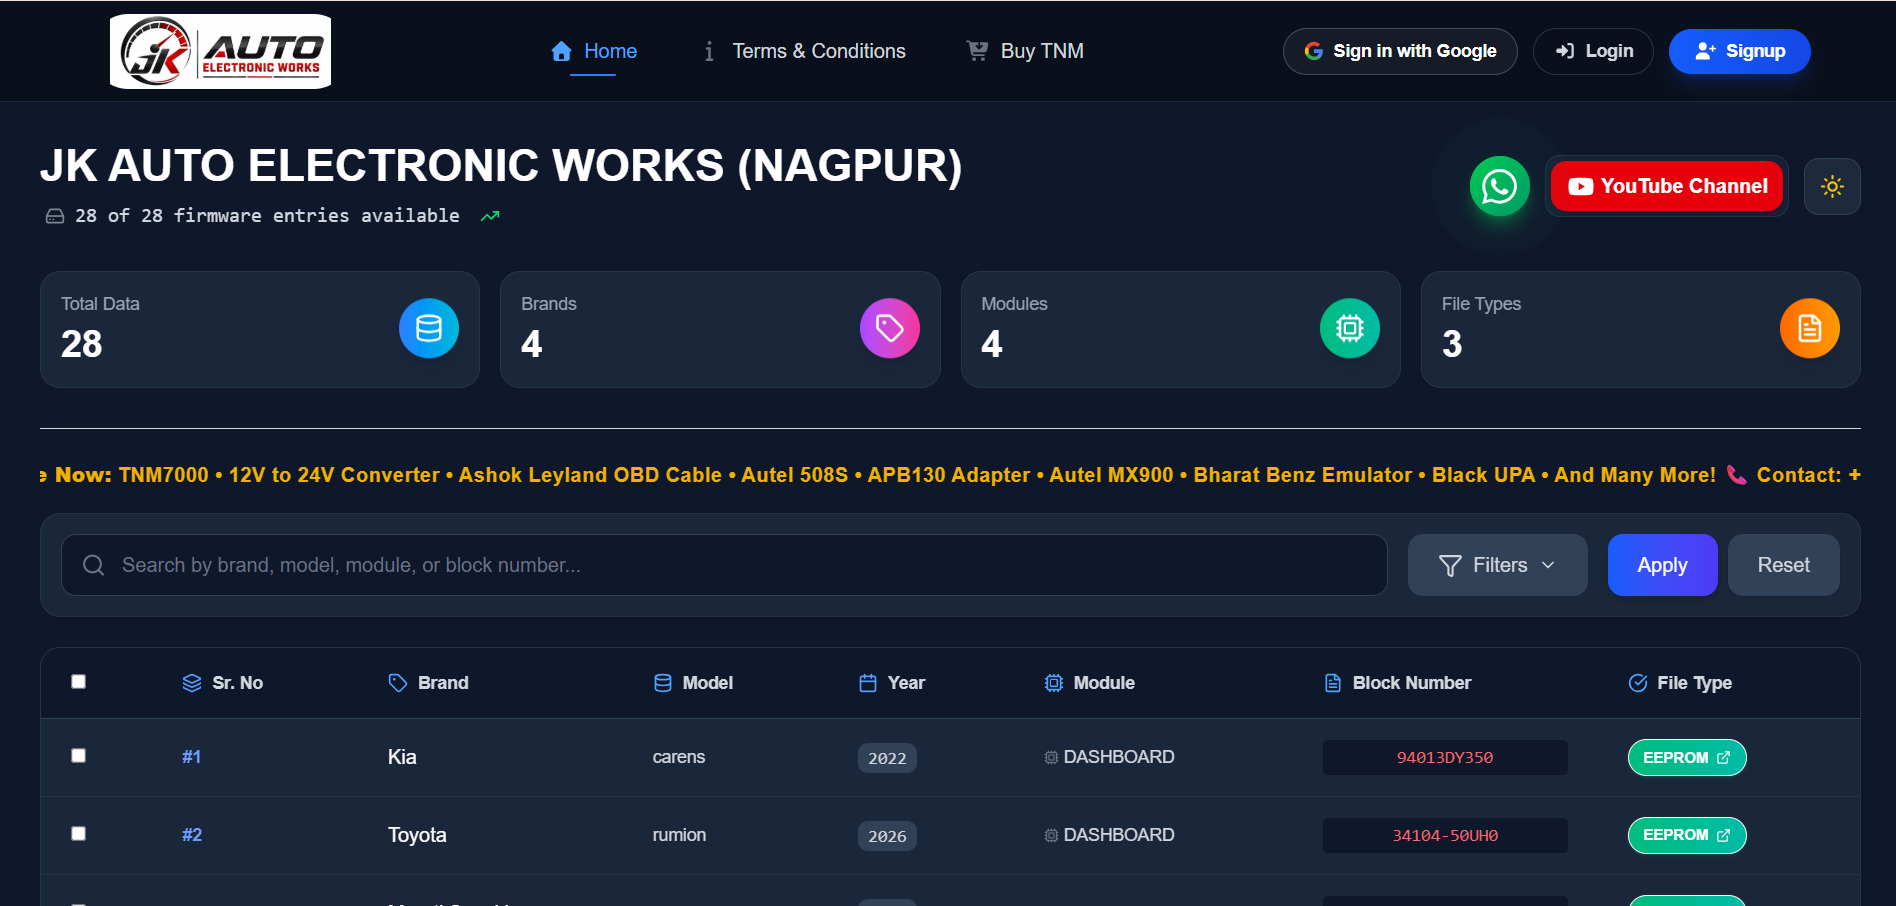 JK AUTO ELECTRONIC WORKS
Home
Terms & Conditions
Buy TNM
Sign in with Google
Login
Signup
JK AUTO ELECTRONIC WORKS (NAGPUR)
28 of 28 firmware entries available
YouTube Channel
Total Data
28
Brands
4
Modules
4
File Types
3
e Now: TNM7000 • 12V to 24V Converter • Ashok Leyland OBD Cable • Autel 508S • APB130 Adapter • Autel MX900 • Bharat Benz Emulator • Black UPA • And Many More! 📞 Contact: +
Search by brand, model, module, or block number...
Filters
Apply
Reset
Sr. No Brand Model Year Module Block Number File Type
#1 Kia carens 2022 DASHBOARD 94013DY350 EEPROM
#2 Toyota rumion 2026 DASHBOARD 34104-50UH0 EEPROM